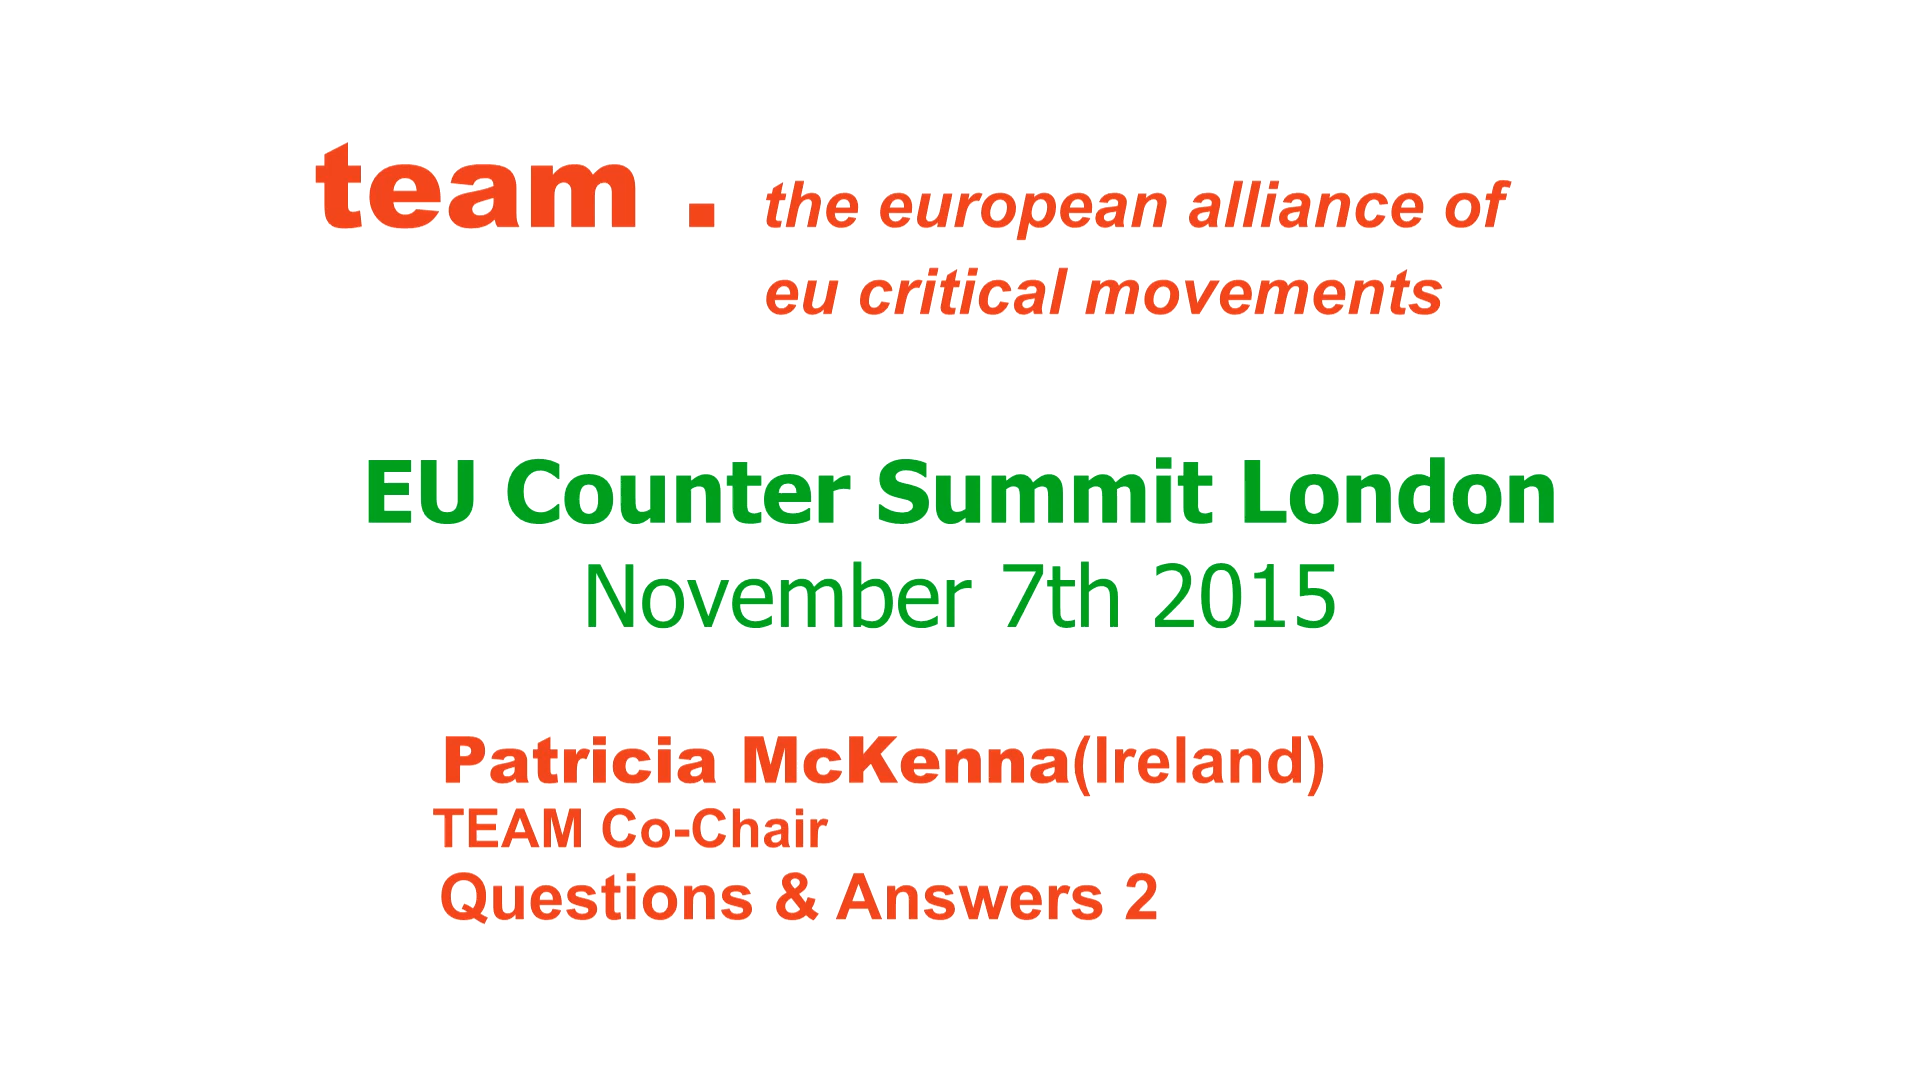 team . the european alliance of
eu critical movements
EU Counter Summit London
November 7th 2015
Patricia McKenna(Ireland)
TEAM Co-Chair
Questions & Answers 2